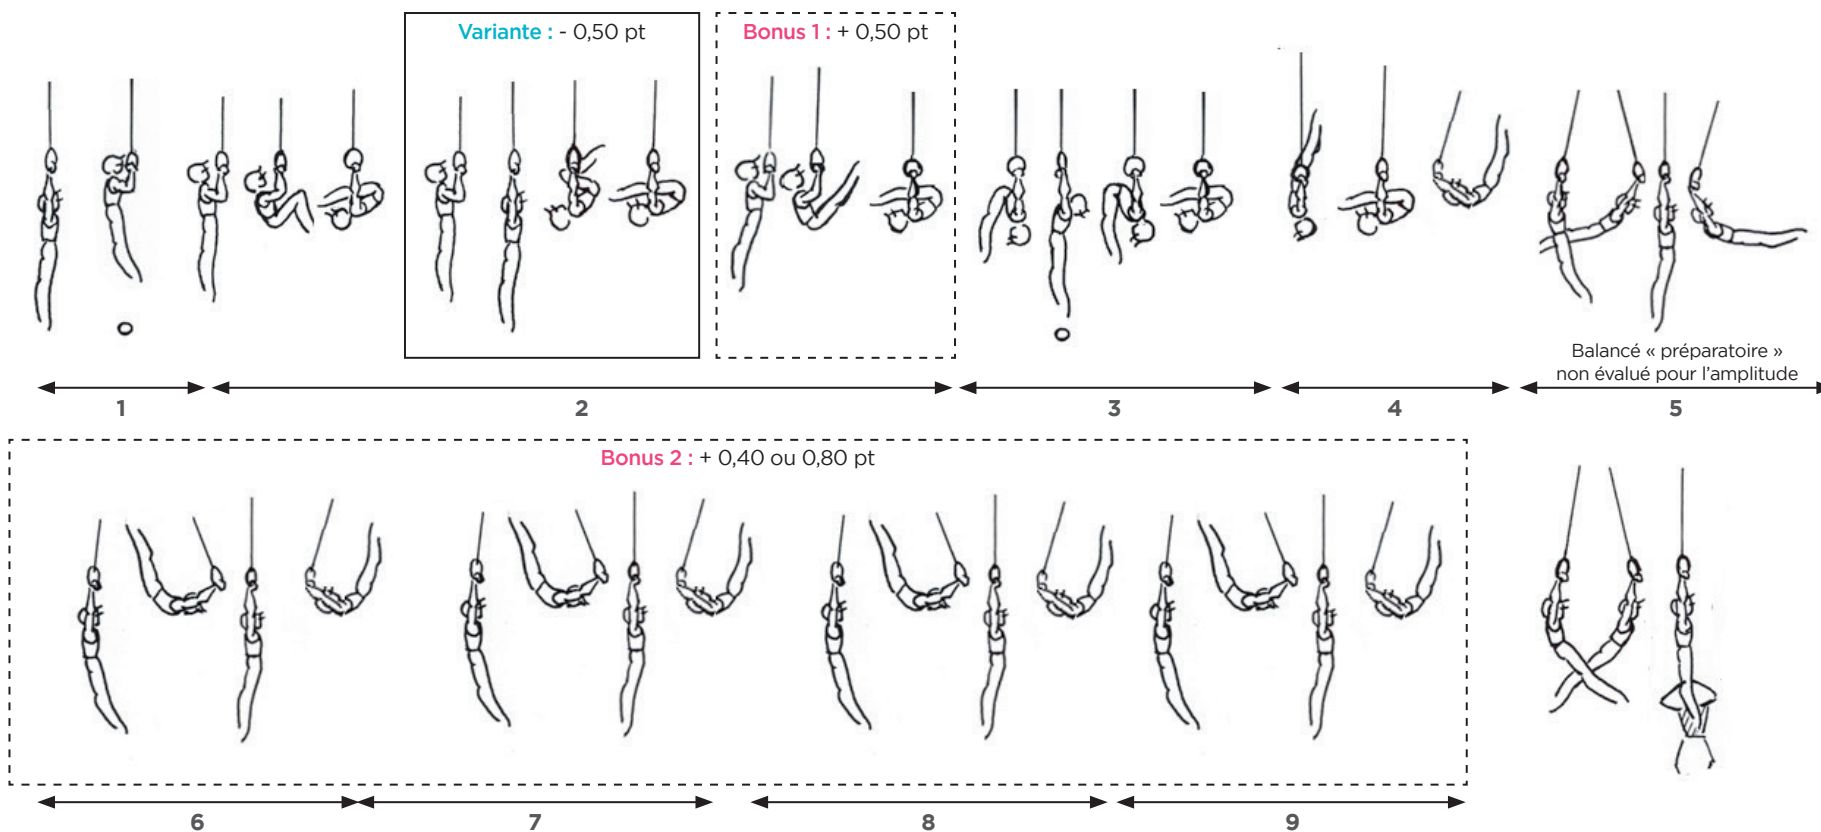 Variante : - 0,50 pt
Bonus 1 : + 0,50 pt
Balancé « préparatoire »
non évalué pour l'amplitude
1
2
3
4
5
Bonus 2 : + 0,40 ou 0,80 pt
6
7
8
9